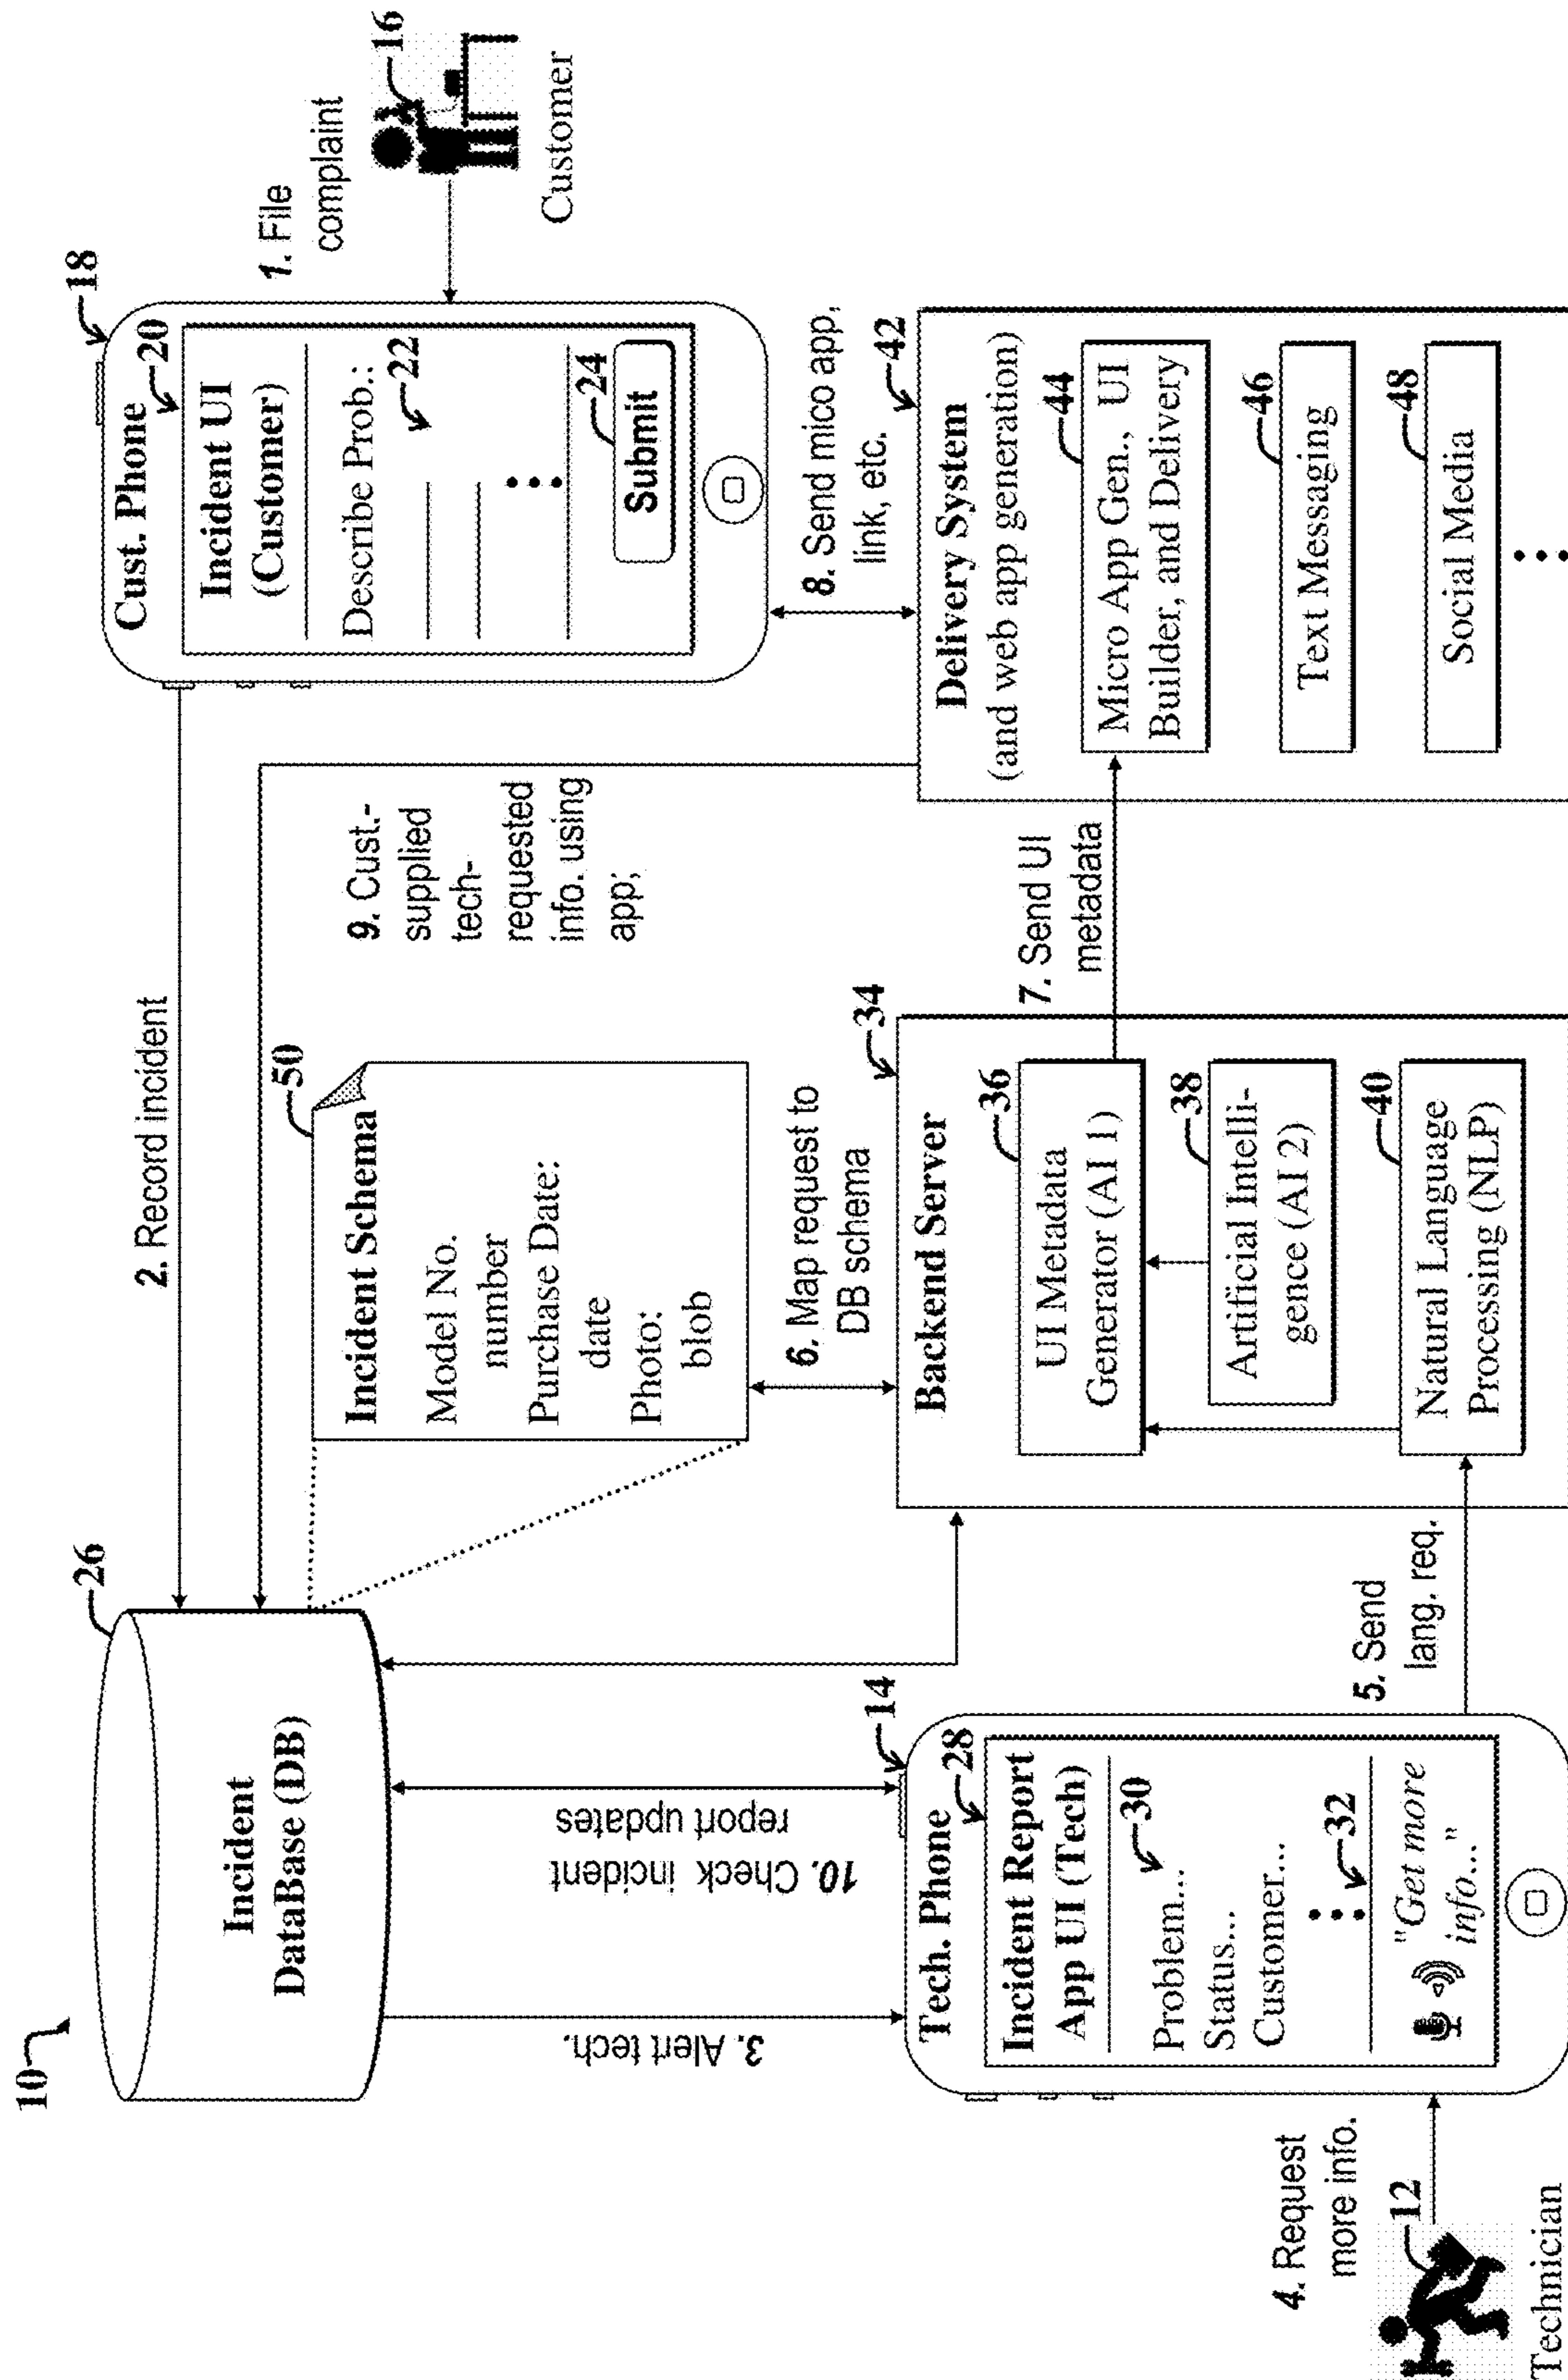 10
26
Incident
DataBase (DB)
2. Record incident
18
Cust. Phone
20
Incident UI
(Customer)
Describe Prob.:
22
24
Submit
1. File
complaint
16
Customer
50
Incident Schema
Model No.
number
Purchase Date:
date
Photo:
blob
9. Cust.-
supplied
tech-
requested
info. using
app;
3. Alert tech.
10. Check incident
report updates
6. Map request to
DB schema
8. Send mico app,
link, etc.
14
Tech. Phone
28
Incident Report
App UI (Tech)
Problem...
30
Status...
Customer...
32
"Get more
info..."
4. Request
more info.
12
Technician
5. Send
lang. req.
34
Backend Server
36
UI Metadata
Generator (AI 1)
38
Artificial Intelli-
gence (AI 2)
40
Natural Language
Processing (NLP)
7. Send UI
metadata
42
Delivery System
(and web app generation)
44
Micro App Gen., UI
Builder, and Delivery
46
Text Messaging
48
Social Media